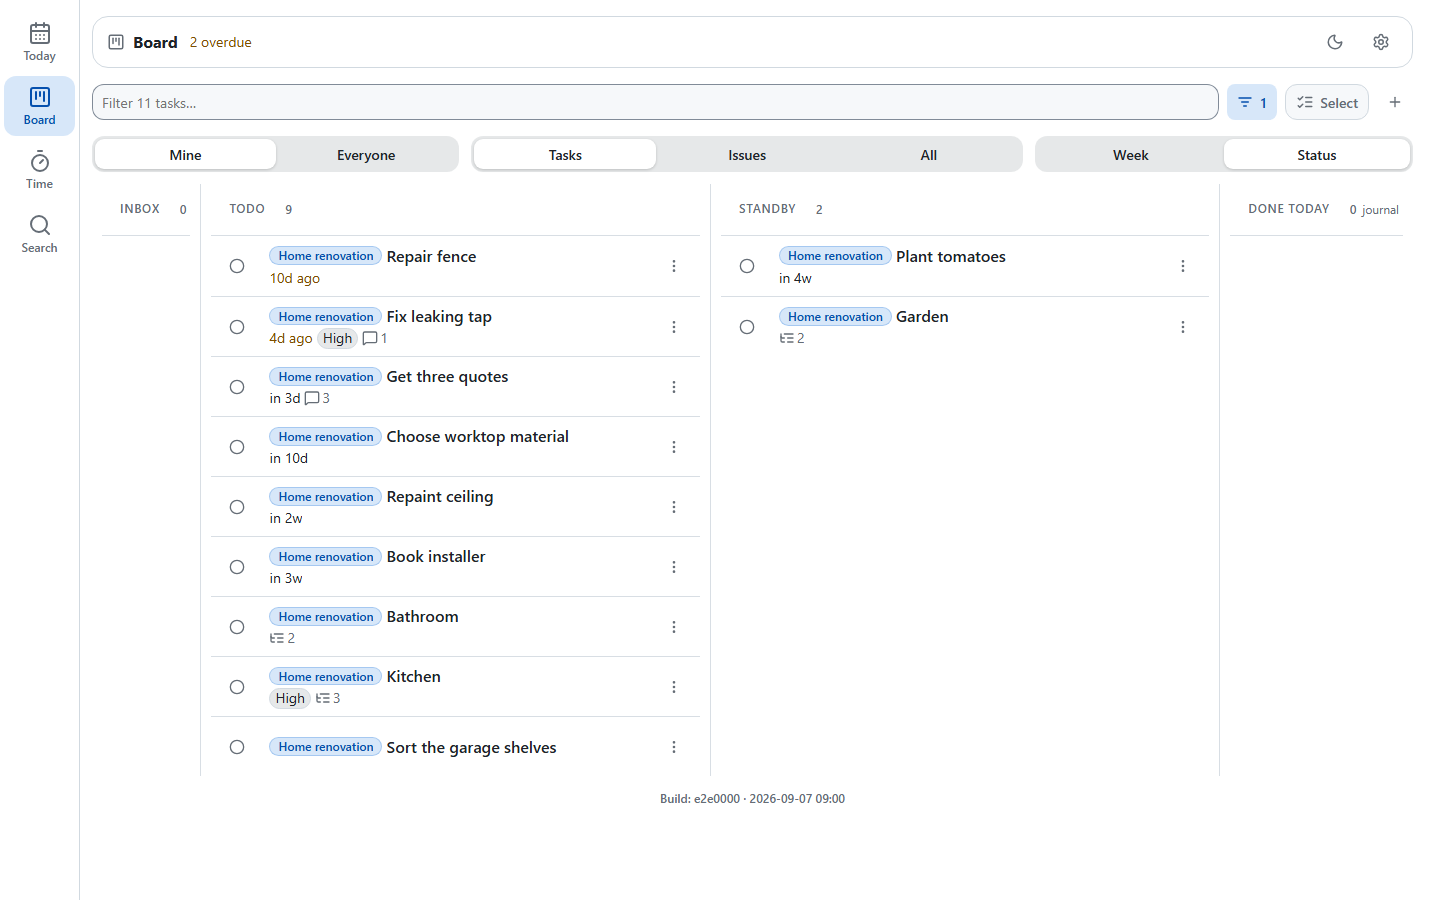 Today
Board
Time
Search
Board 2 overdue
Filter 11 tasks...
1
Select
Mine
Everyone
Tasks
Issues
All
Week
Status
INBOX 0
TODO 9
Home renovation Repair fence
10d ago
Home renovation Fix leaking tap
4d ago High 1
Home renovation Get three quotes
in 3d 3
Home renovation Choose worktop material
in 10d
Home renovation Repaint ceiling
in 2w
Home renovation Book installer
in 3w
Home renovation Bathroom
2
Home renovation Kitchen
High 3
Home renovation Sort the garage shelves
STANDBY 2
Home renovation Plant tomatoes
in 4w
Home renovation Garden
2
DONE TODAY 0 journal
Build: e2e0000 · 2026-09-07 09:00